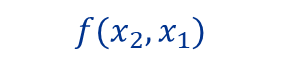 f(x₂, x₁)